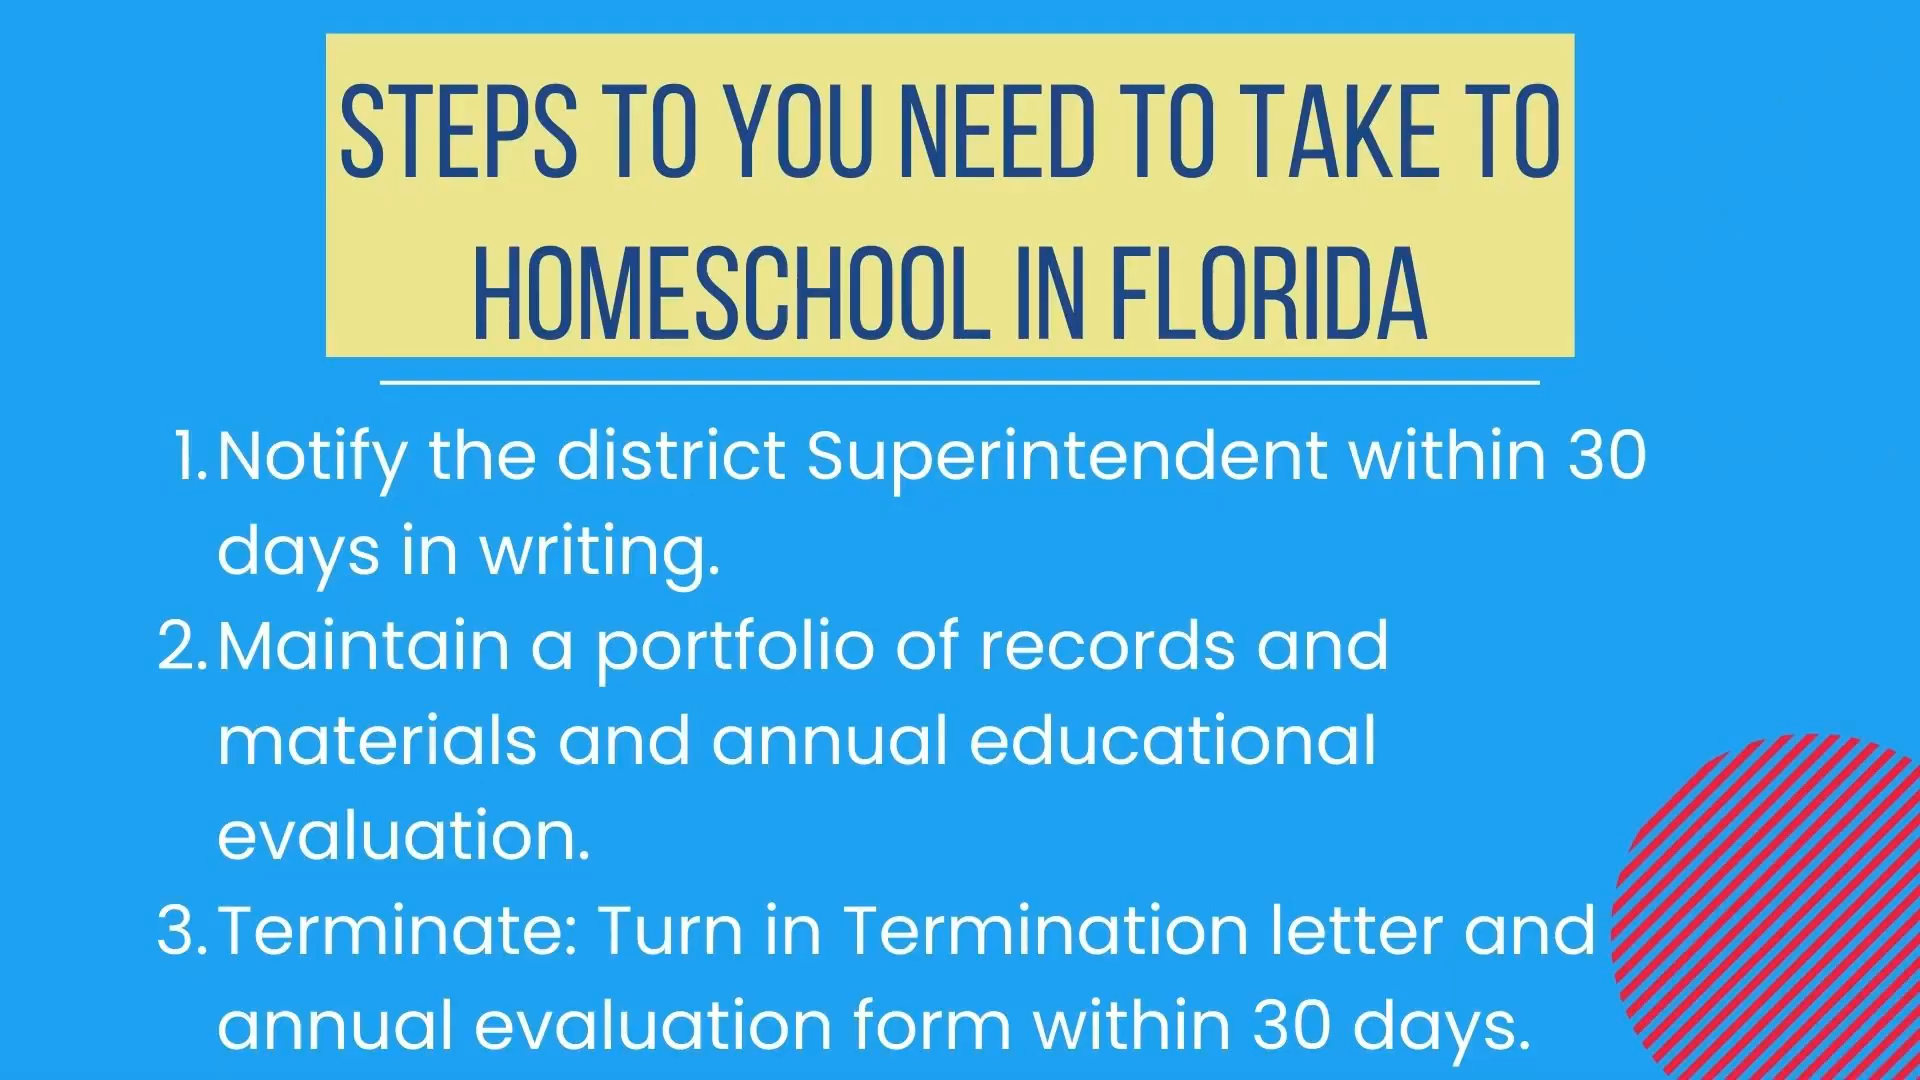 STEPS TO YOU NEED TO TAKE TO
HOMESCHOOL IN FLORIDA
1. Notify the district Superintendent within 30
days in writing.
2. Maintain a portfolio of records and
materials and annual educational
evaluation.
3. Terminate: Turn in Termination letter and
annual evaluation form within 30 days.